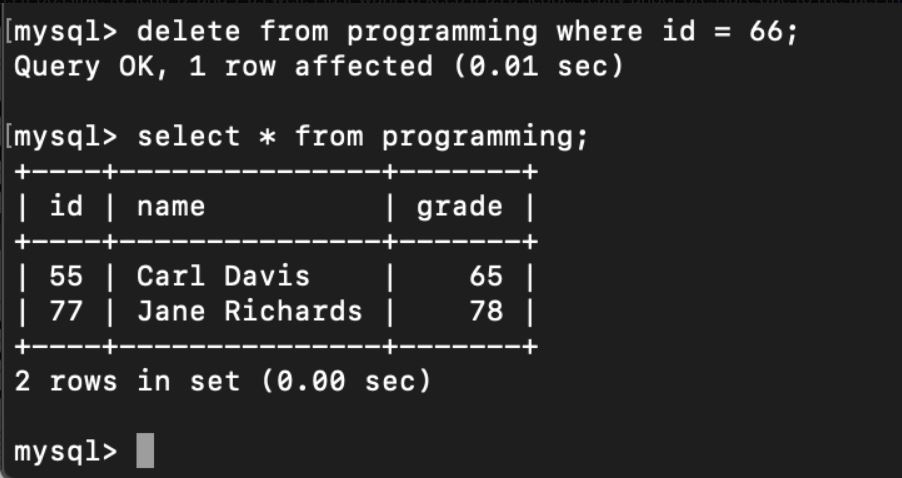 [mysql> delete from programming where id = 66;
Query OK, 1 row affected (0.01 sec)

[mysql> select * from programming;
+----+---------------+-------+
| id | name          | grade |
+----+---------------+-------+
| 55 | Carl Davis    |    65 |
| 77 | Jane Richards |    78 |
+----+---------------+-------+
2 rows in set (0.00 sec)

mysql>